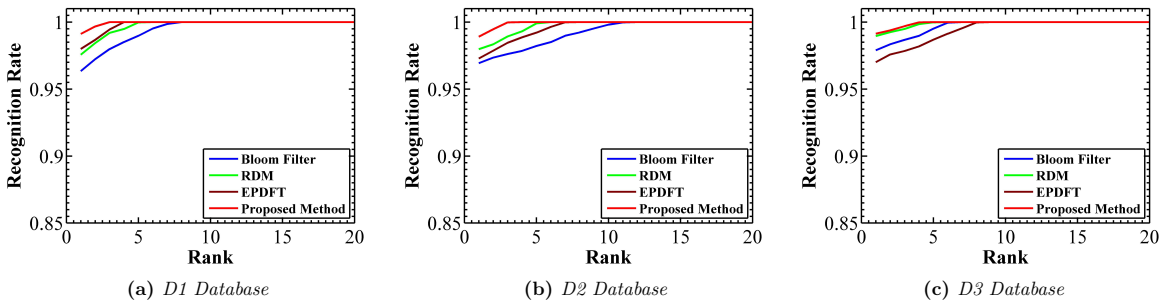 1
0.95
0.9
0.85
Recognition Rate
Bloom Filter
RDM
EPDFT
Proposed Method
0 5 10 15 20
Rank
(a) D1 Database
1
0.95
0.9
0.85
Recognition Rate
Bloom Filter
RDM
EPDFT
Proposed Method
0 5 10 15 20
Rank
(b) D2 Database
1
0.95
0.9
0.85
Recognition Rate
Bloom Filter
RDM
EPDFT
Proposed Method
0 5 10 15 20
Rank
(c) D3 Database